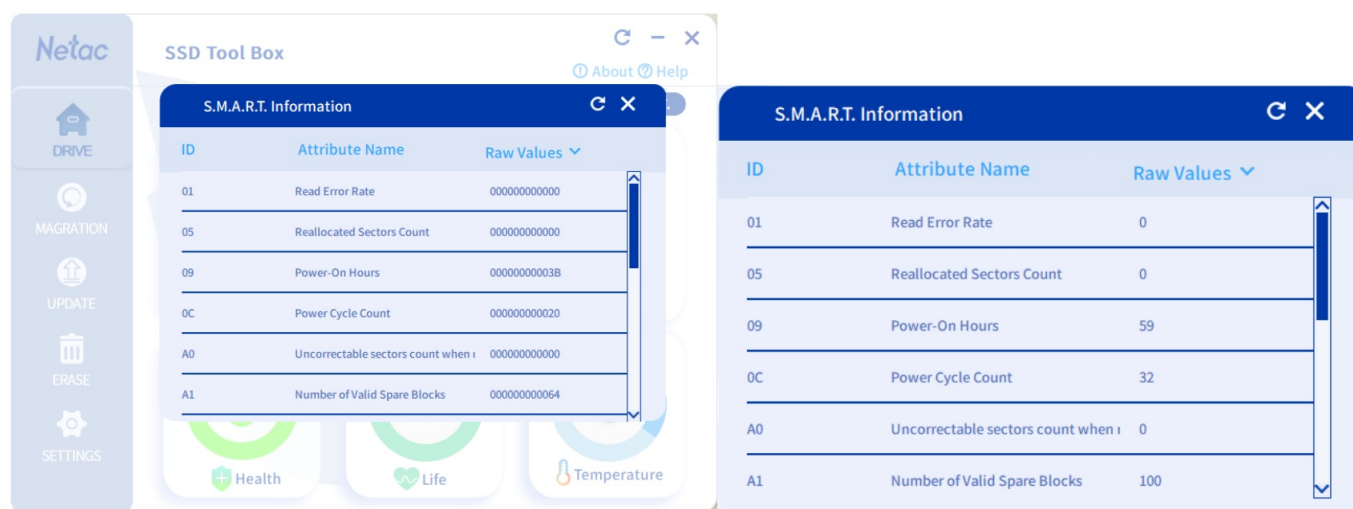 Netac
SSD Tool Box
About Help
DRIVE
MAGRATION
UPDATE
ERASE
SETTINGS
S.M.A.R.T. Information
ID Attribute Name Raw Values
01 Read Error Rate 000000000000
05 Reallocated Sectors Count 000000000000
09 Power-On Hours 00000000003B
0C Power Cycle Count 000000000020
A0 Uncorrectable sectors count when 000000000000
A1 Number of Valid Spare Blocks 000000000064
Health
Life
Temperature
S.M.A.R.T. Information
ID Attribute Name Raw Values
01 Read Error Rate 0
05 Reallocated Sectors Count 0
09 Power-On Hours 59
0C Power Cycle Count 32
A0 Uncorrectable sectors count when 0
A1 Number of Valid Spare Blocks 100